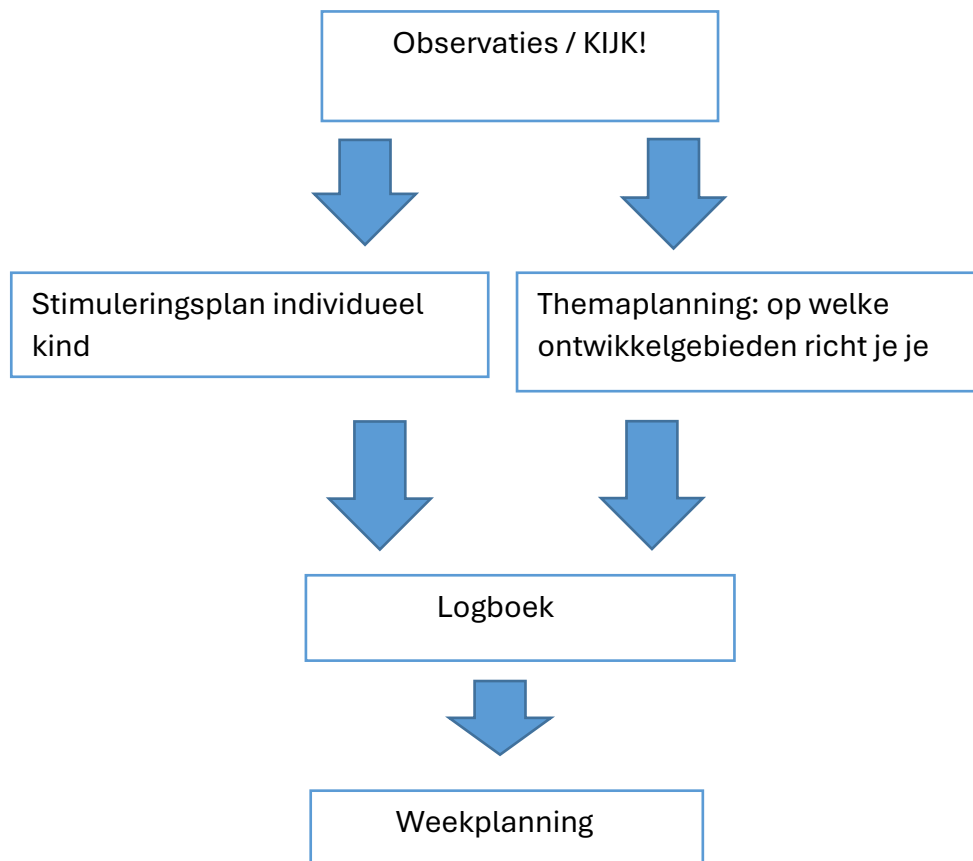 Observaties / KIJK!
Stimuleringsplan individueel
kind
Themaplanning: op welke
ontwikkelgebieden richt je je
Logboek
Weekplanning